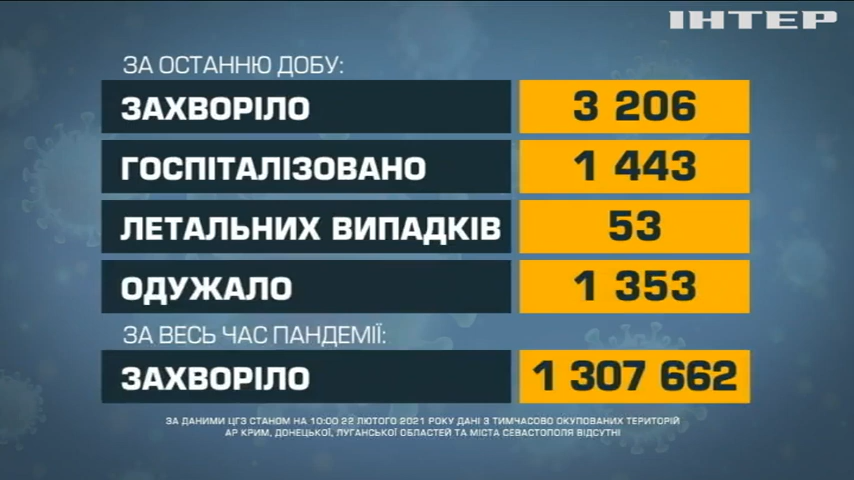 ІНТЕР
ЗА ОСТАННЮ ДОБУ:
ЗАХВОРІЛО 3 206
ГОСПІТАЛІЗОВАНО 1 443
ЛЕТАЛЬНИХ ВИПАДКІВ 53
ОДУЖАЛО 1 353
ЗА ВЕСЬ ЧАС ПАНДЕМІЇ:
ЗАХВОРІЛО 1 307 662
ЗА ДАНИМИ ЦГЗ СТАНОМ НА 10:00 22 ЛЮТОГО 2021 РОКУ ДАНІ З ТИМЧАСОВО ОКУПОВАНИХ ТЕРИТОРІЙ
АР КРИМ, ДОНЕЦЬКОЇ, ЛУГАНСЬКОЇ ОБЛАСТЕЙ ТА МІСТА СЕВАСТОПОЛЯ ВІДСУТНІ